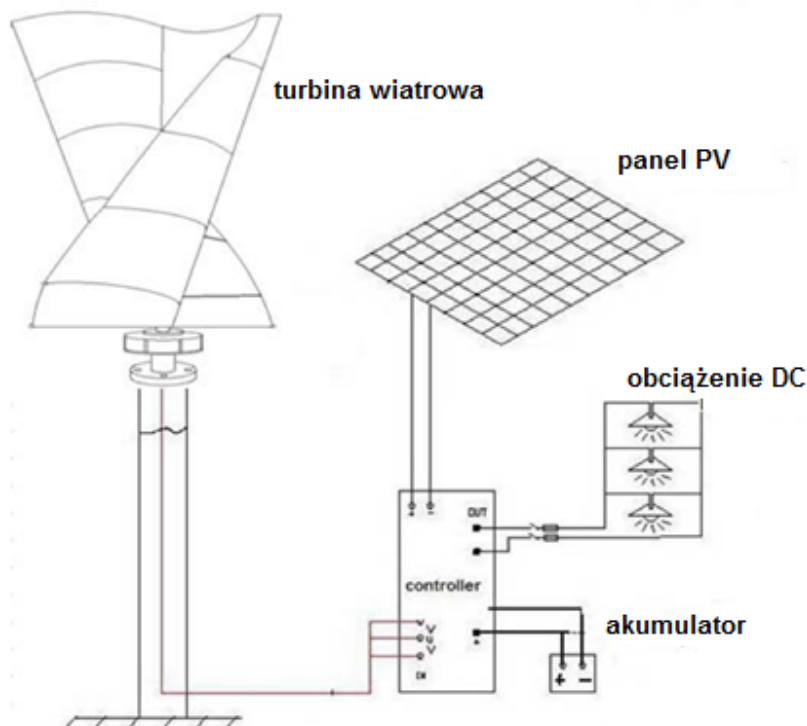 turbina wiatrowa
panel PV
obciążenie DC
+ -
OUT
controller
akumulator
+
+ -